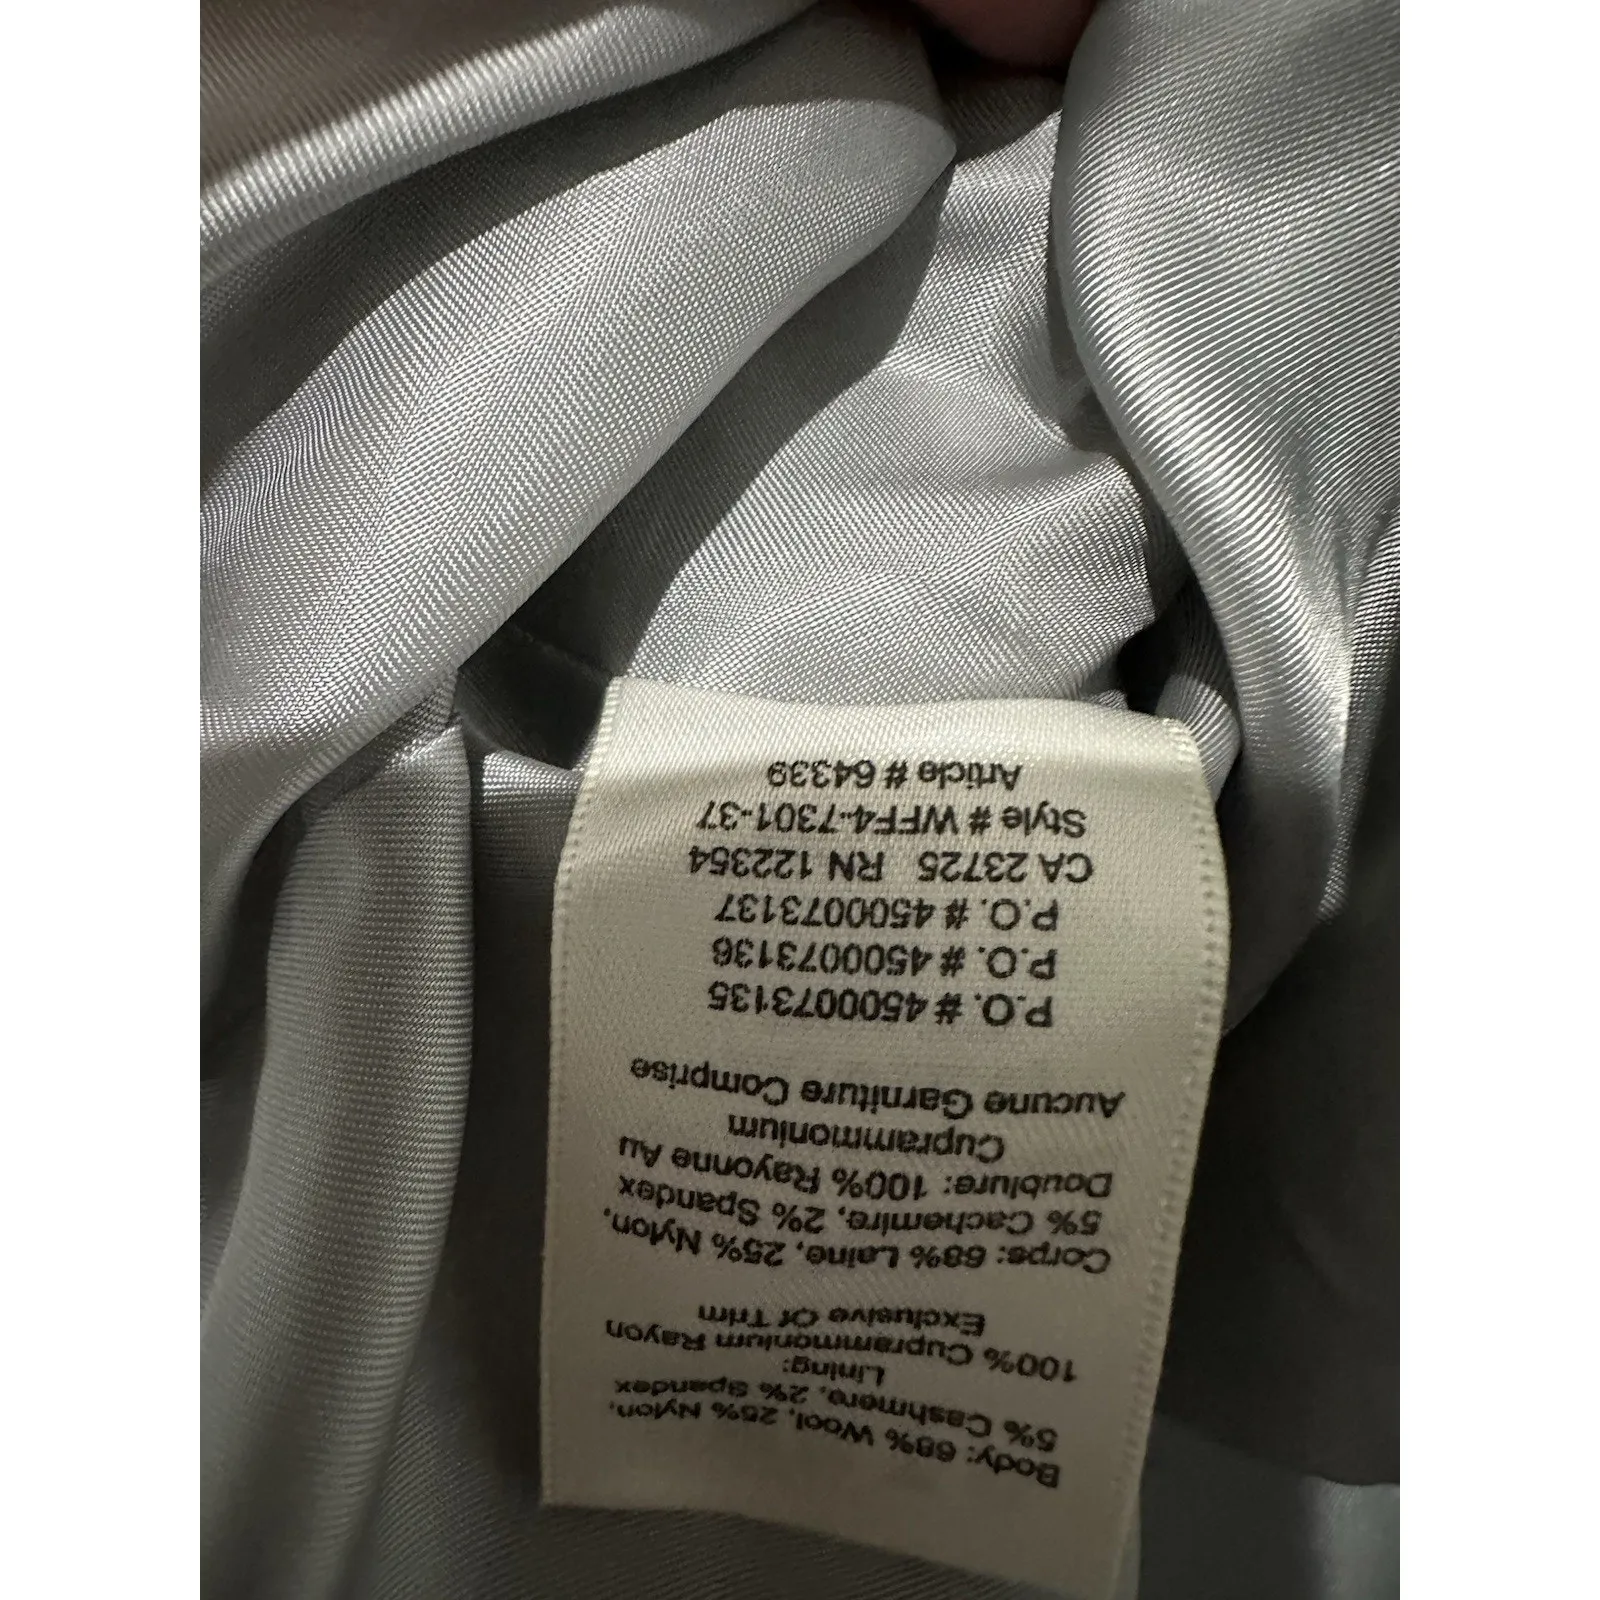 Body: 68% Wool, 25% Nylon,
5% Cashmere, 2% Spandex
Lining:
100% Cuprammonium Rayon
Exclusive Of Trim
Corps: 68% Laine, 25% Nylon,
5% Cachemire, 2% Spandex
Doublure: 100% Rayonne Au
Cuprammonium
Aucune Garniture Comprise
P.O. # 4500073135
P.O. # 4500073136
P.O. # 4500073137
CA 23725 RN 122354
Style # WFF4-7301-37
Article # 64339